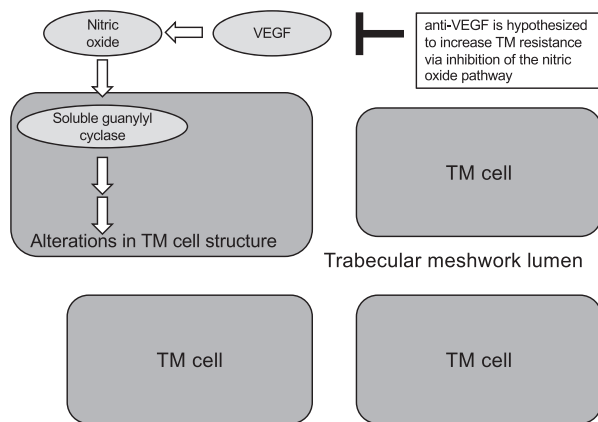 Nitric
oxide
VEGF
anti-VEGF is hypothesized
to increase TM resistance
via inhibition of the nitric
oxide pathway
Soluble guanylyl
cyclase
Alterations in TM cell structure
TM cell
Trabecular meshwork lumen
TM cell
TM cell